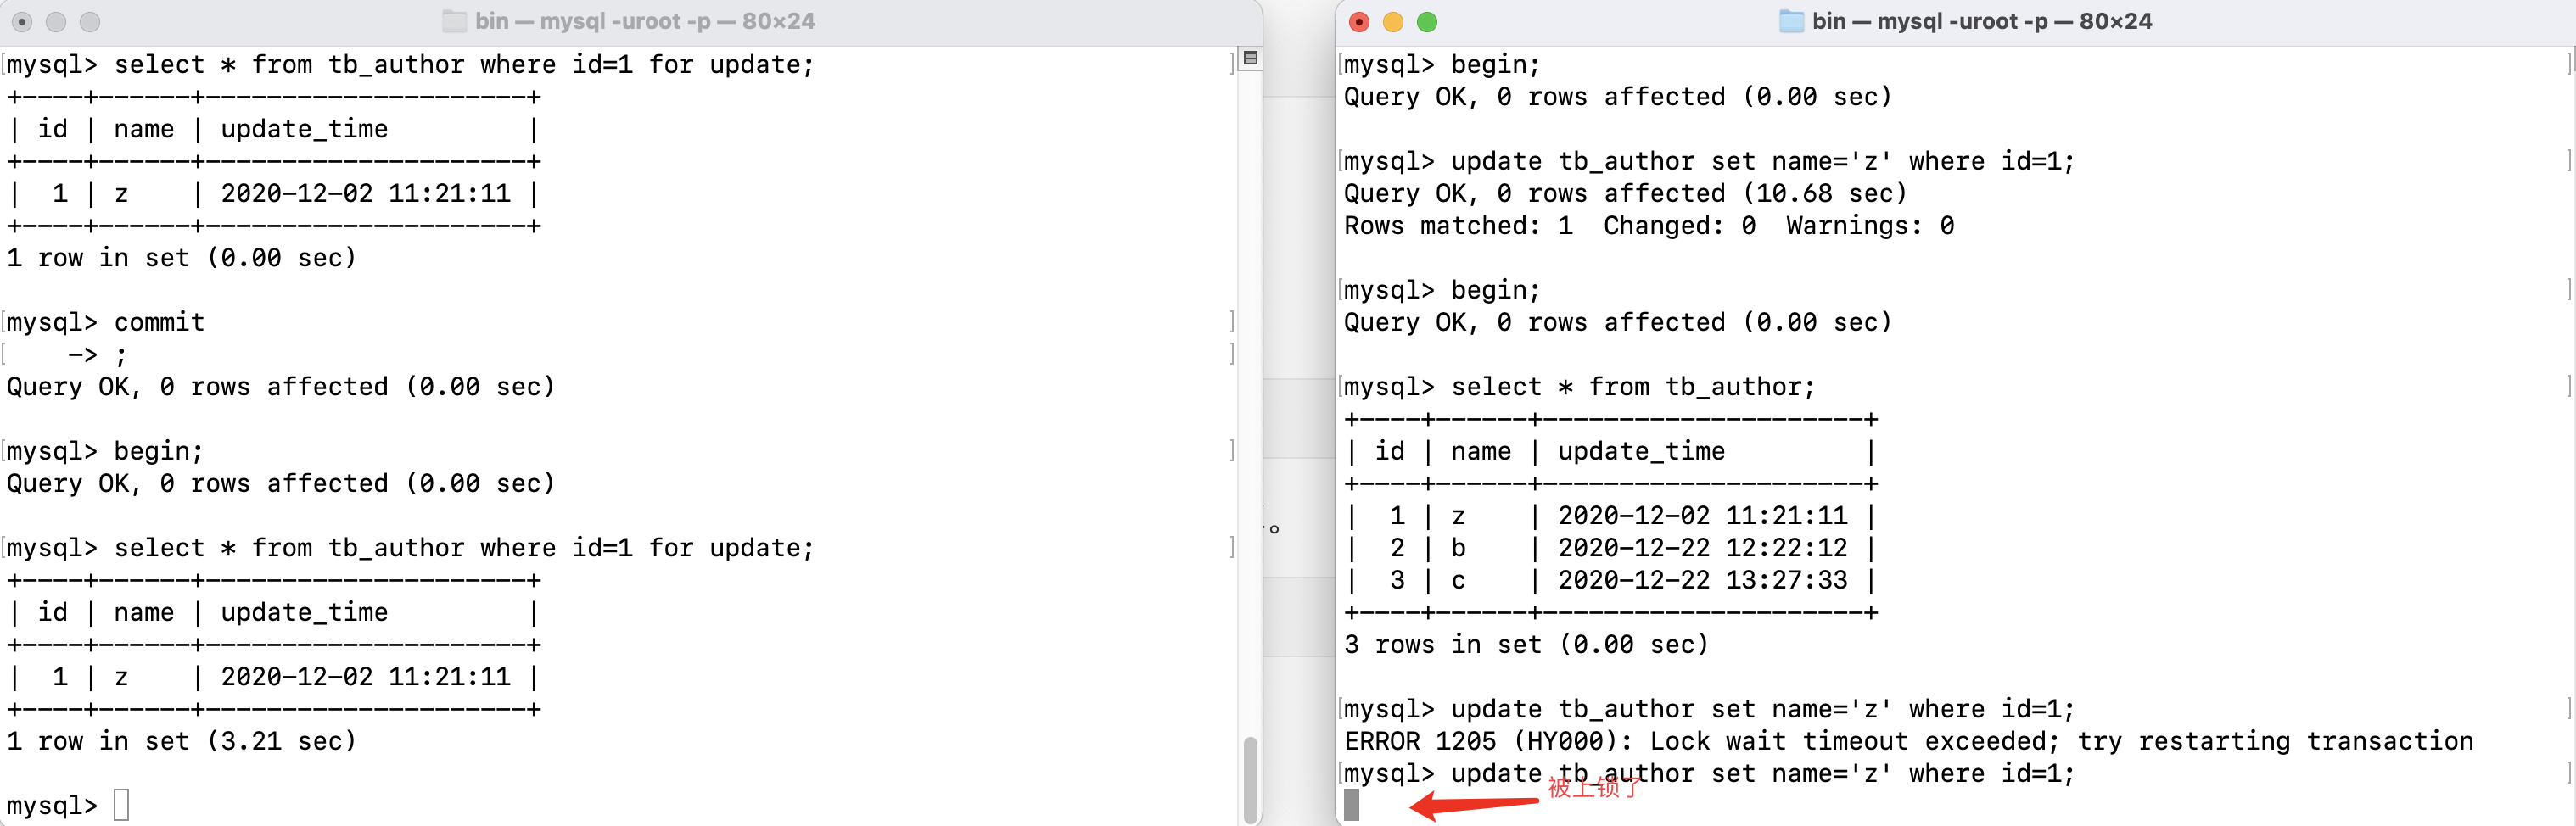 bin — mysql -uroot -p — 80×24
mysql> select * from tb_author where id=1 for update;
+----+------+---------------------+
| id | name | update_time         |
+----+------+---------------------+
|  1 | z    | 2020-12-02 11:21:11 |
+----+------+---------------------+
1 row in set (0.00 sec)
mysql> commit
    -> ;
Query OK, 0 rows affected (0.00 sec)
mysql> begin;
Query OK, 0 rows affected (0.00 sec)
mysql> select * from tb_author where id=1 for update;
+----+------+---------------------+
| id | name | update_time         |
+----+------+---------------------+
|  1 | z    | 2020-12-02 11:21:11 |
+----+------+---------------------+
1 row in set (3.21 sec)
mysql>
。
bin — mysql -uroot -p — 80×24
mysql> begin;
Query OK, 0 rows affected (0.00 sec)
mysql> update tb_author set name='z' where id=1;
Query OK, 0 rows affected (10.68 sec)
Rows matched: 1  Changed: 0  Warnings: 0
mysql> begin;
Query OK, 0 rows affected (0.00 sec)
mysql> select * from tb_author;
+----+------+---------------------+
| id | name | update_time         |
+----+------+---------------------+
|  1 | z    | 2020-12-02 11:21:11 |
|  2 | b    | 2020-12-22 12:22:12 |
|  3 | c    | 2020-12-22 13:27:33 |
+----+------+---------------------+
3 rows in set (0.00 sec)
mysql> update tb_author set name='z' where id=1;
ERROR 1205 (HY000): Lock wait timeout exceeded; try restarting transaction
mysql> update tb_author set name='z' where id=1;
被上锁了